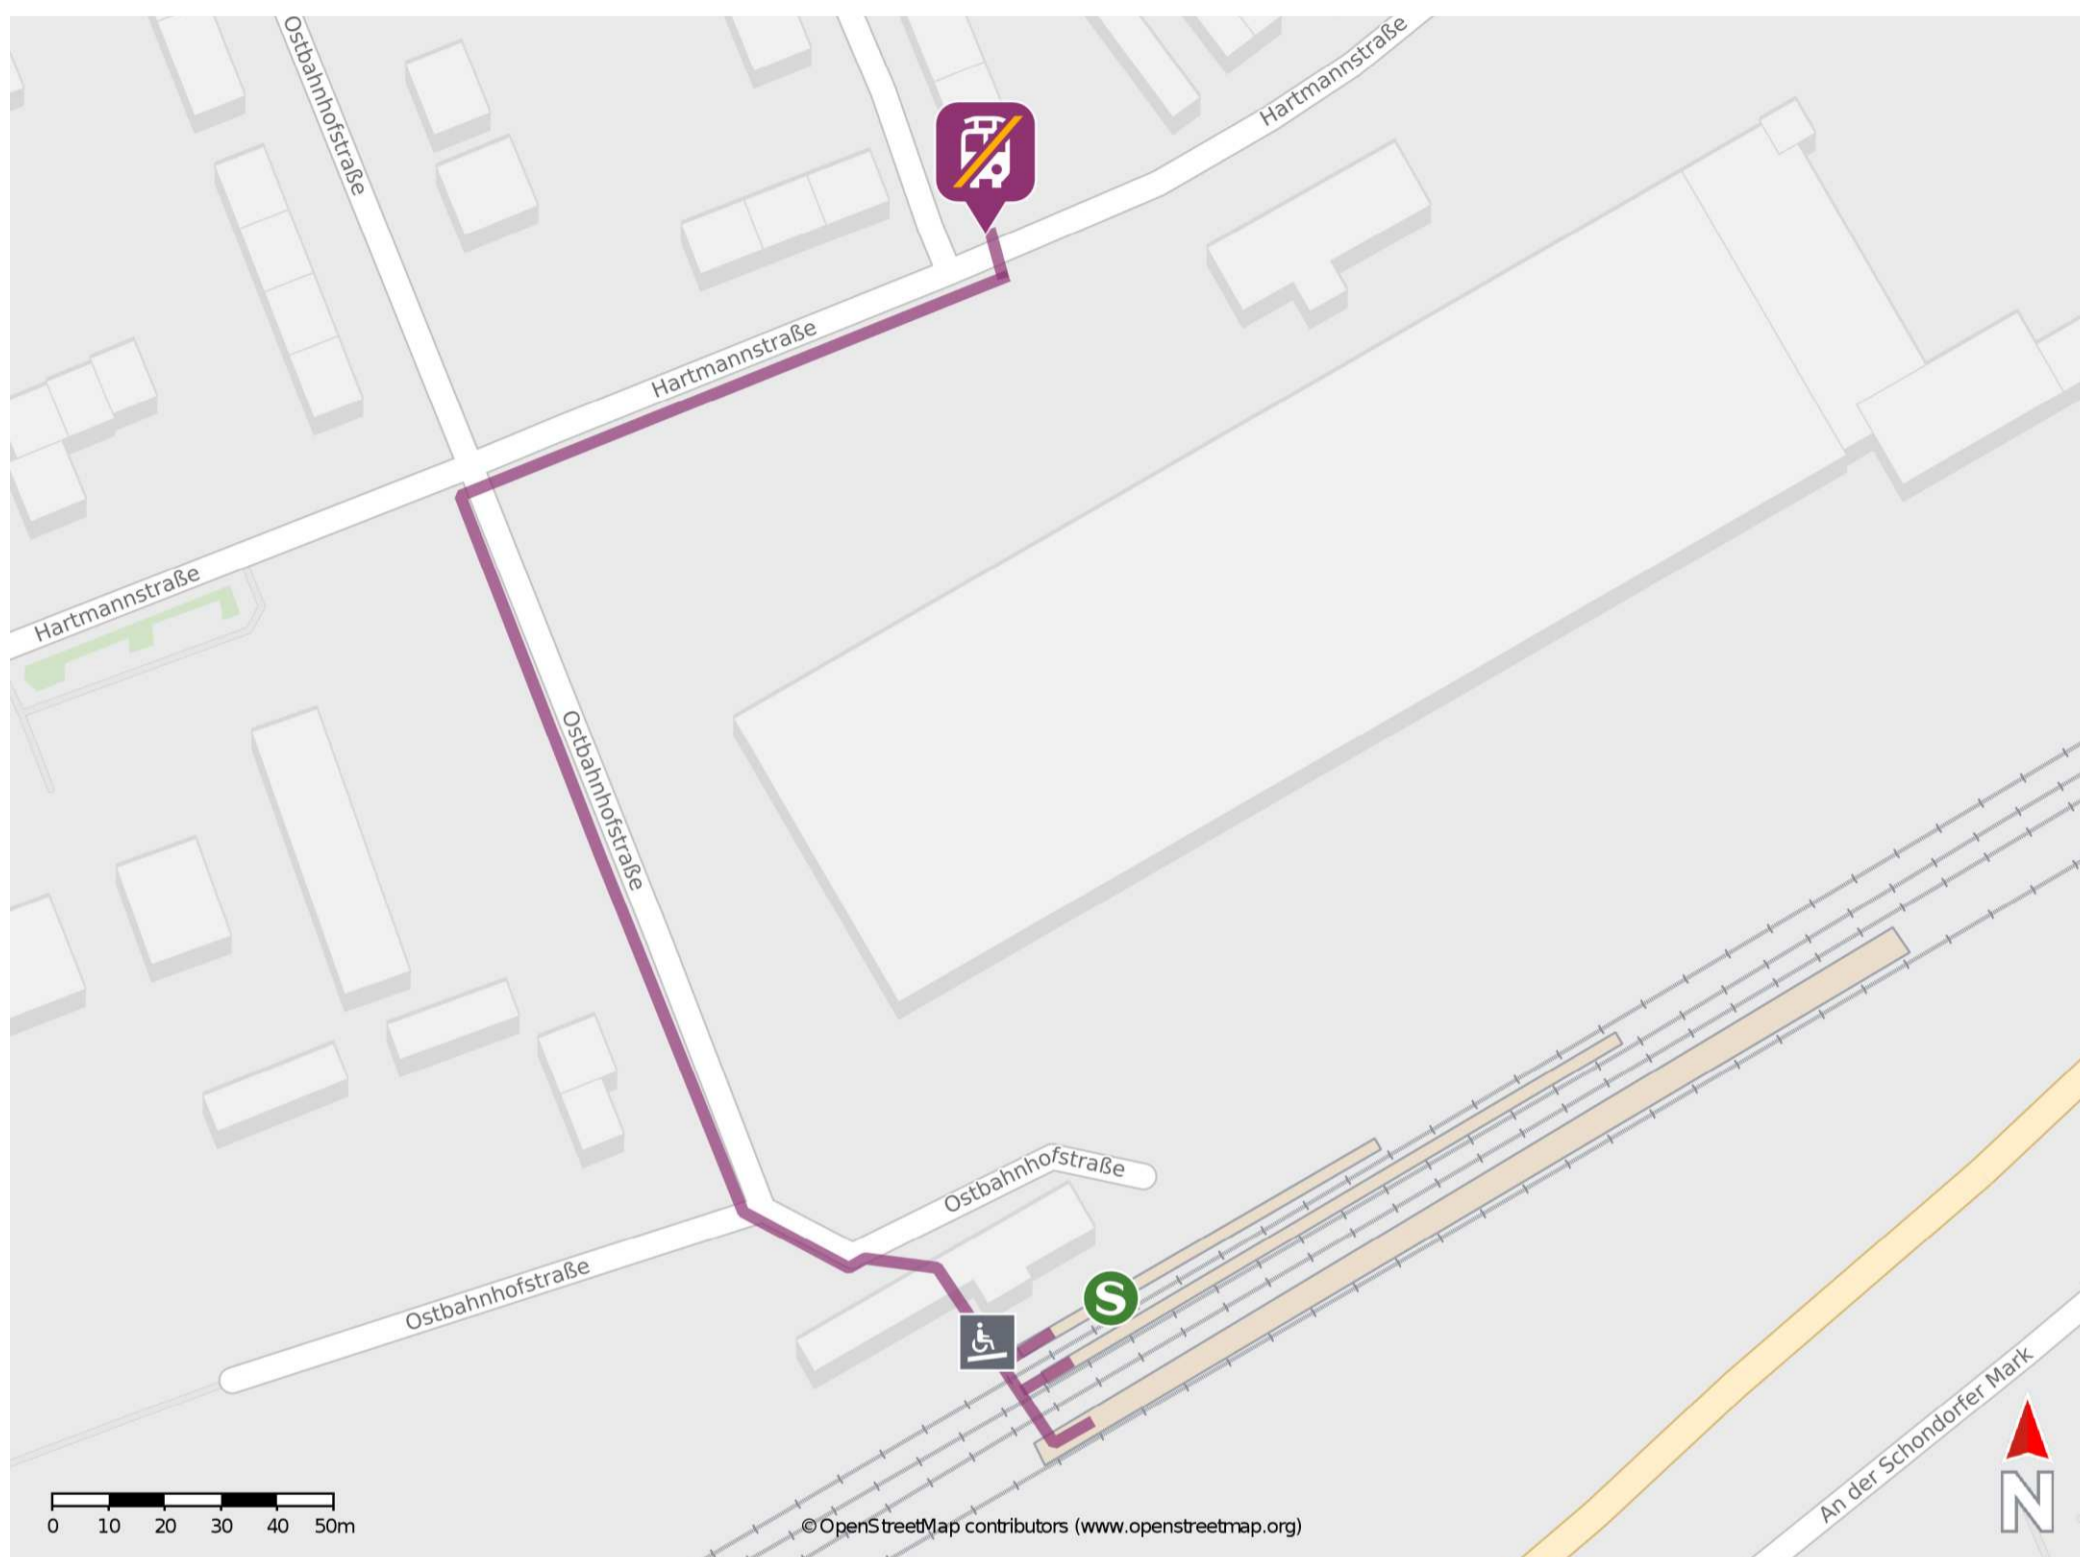 Ostbahnhofstraße
Hartmannstraße
Hartmannstraße
Hartmannstraße
Ostbahnhofstraße
Ostbahnhofstraße
Ostbahnhofstraße
S
An der Schondorfer Mark
N
0 10 20 30 40 50m
© OpenStreetMap contributors (www.openstreetmap.org)